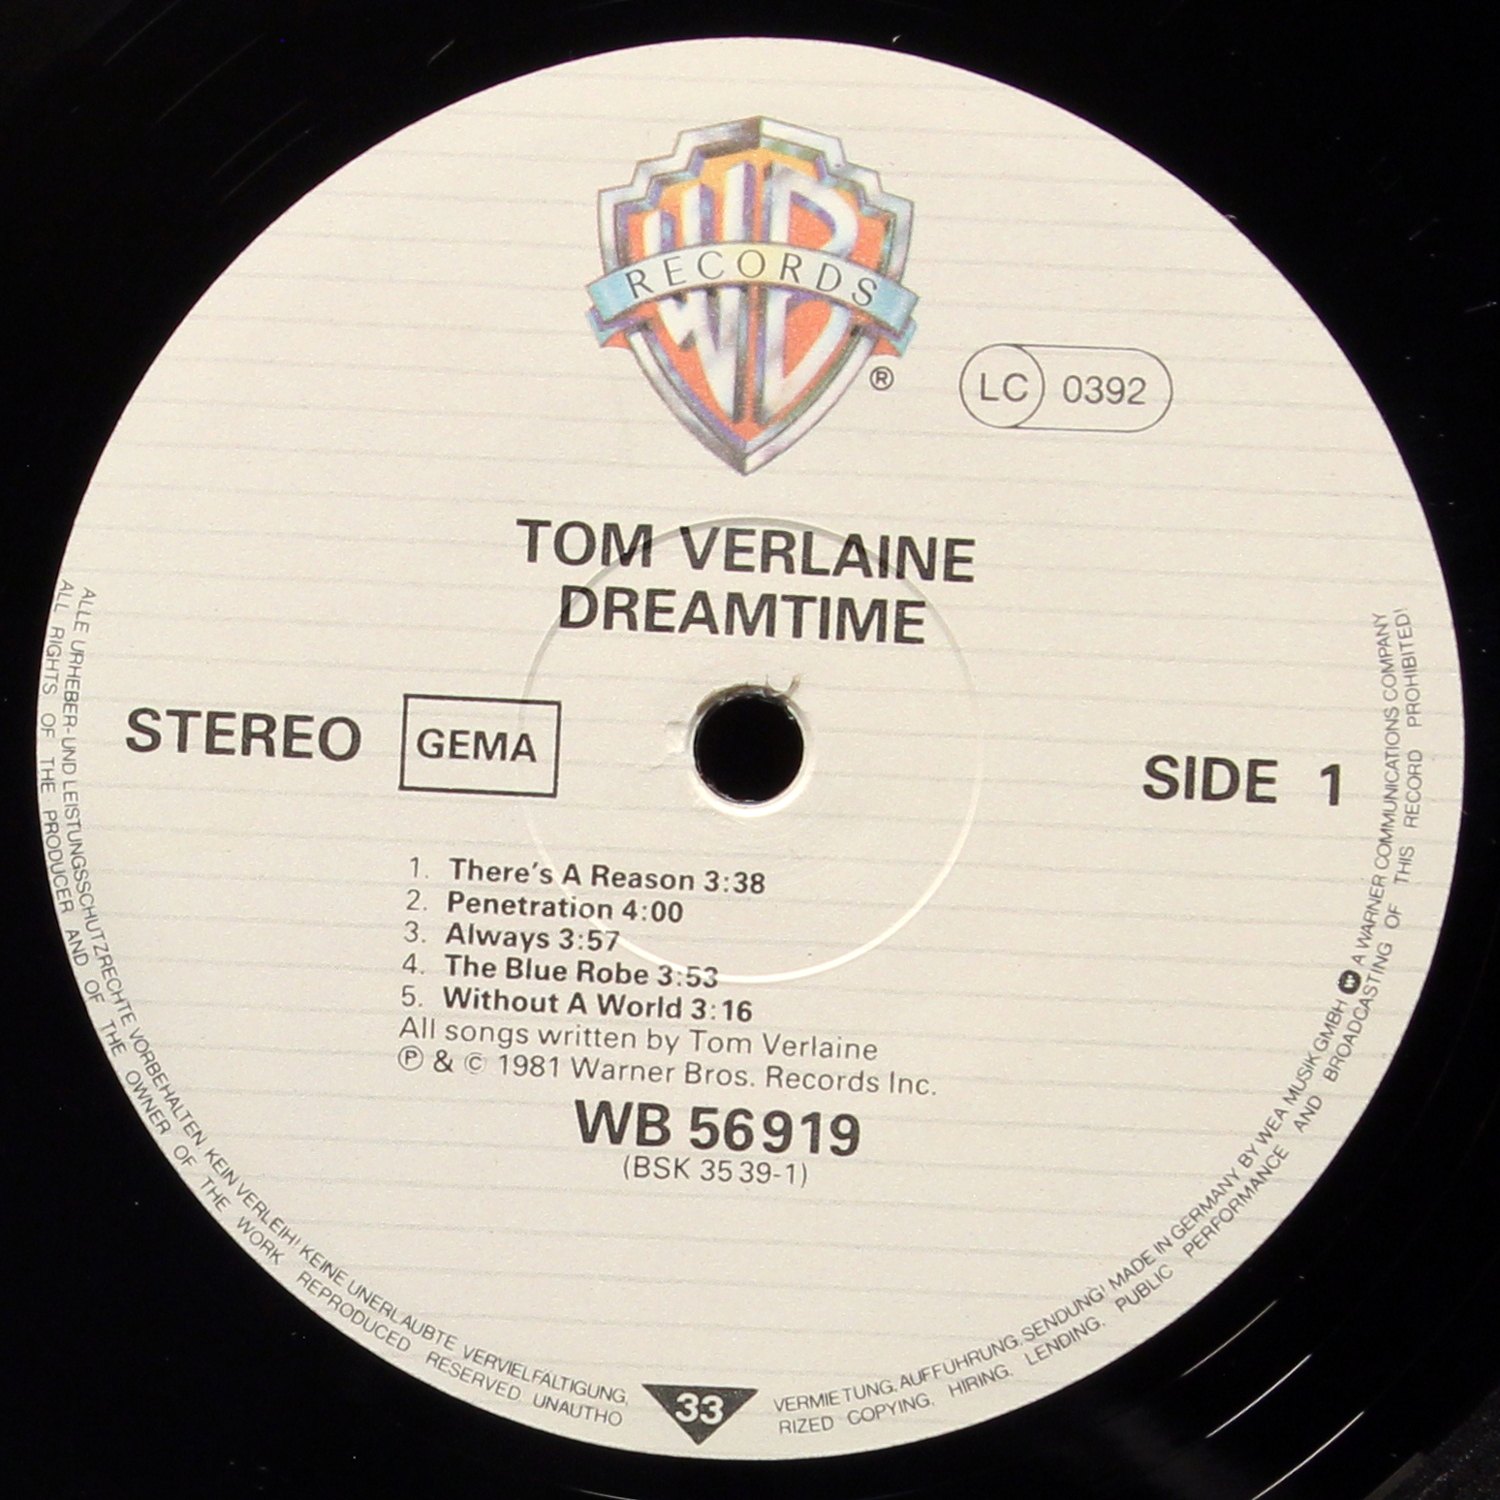 WB
RECORDS
®
LC 0392
TOM VERLAINE
DREAMTIME
STEREO GEMA
SIDE 1
1. There's A Reason 3:38
2. Penetration 4:00
3. Always 3:57
4. The Blue Robe 3:53
5. Without A World 3:16
All songs written by Tom Verlaine
Ⓟ & © 1981 Warner Bros. Records Inc.
WB 56919
(BSK 3539-1)
ALLE URHEBER- UND LEISTUNGSSCHUTZRECHTE VORBEHALTEN. KEIN VERLEIH! KEINE UNERLAUBTE VERVIELFÄLTIGUNG, VERMIETUNG, AUFFÜHRUNG, SENDUNG! MADE IN GERMANY BY WEA MUSIK GMBH A WARNER COMMUNICATIONS COMPANY
ALL RIGHTS OF THE PRODUCER AND OF THE OWNER OF THE WORK REPRODUCED RESERVED. UNAUTHORIZED COPYING, HIRING, LENDING, PUBLIC PERFORMANCE AND BROADCASTING OF THIS RECORD PROHIBITED!
33